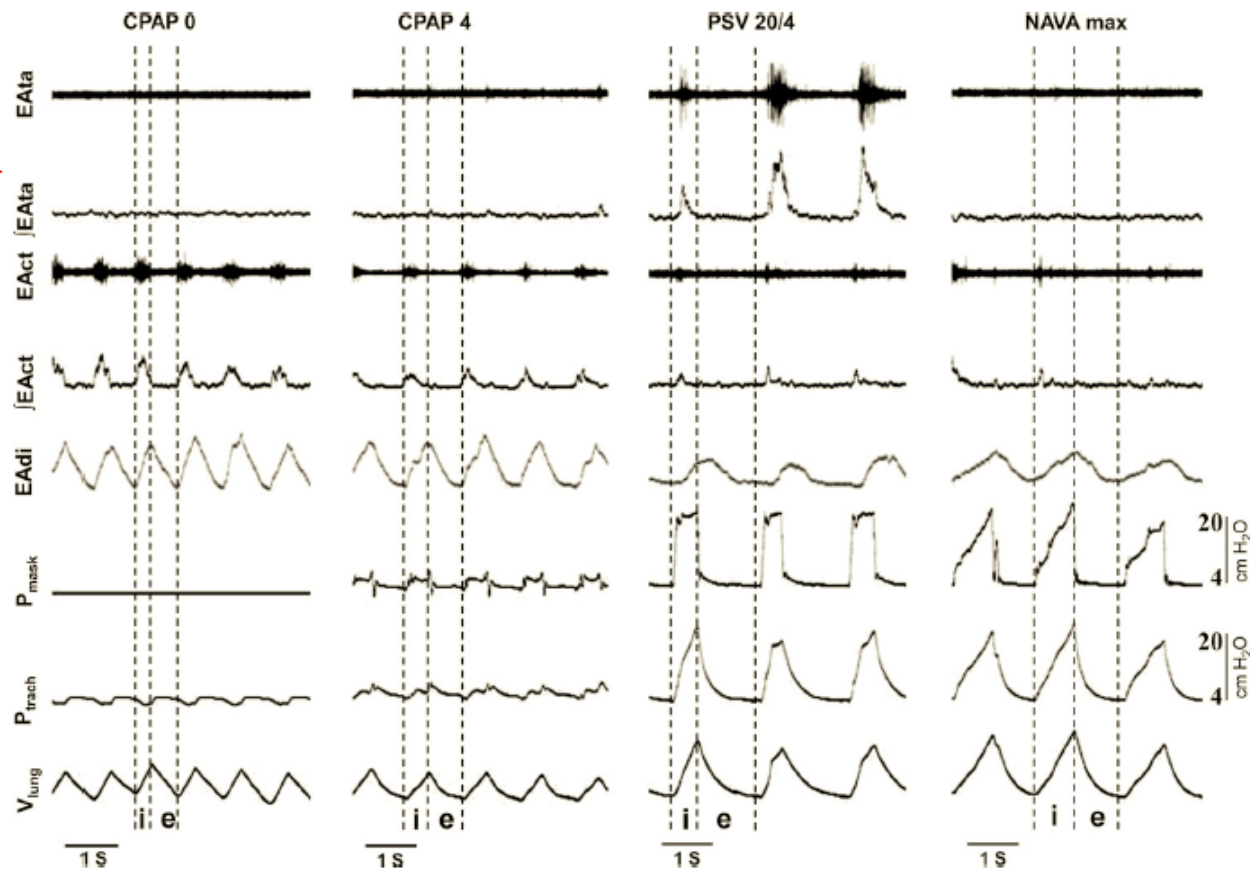 CPAP 0 CPAP 4 PSV 20/4 NAVA max
EAta
∫EAta
EAct
∫EAct
EAdi
Pmask
20
4
cm H2O
Ptrach
20
4
cm H2O
Vlung
i e i e i e i e
1 S 1 S 1 S 1 S